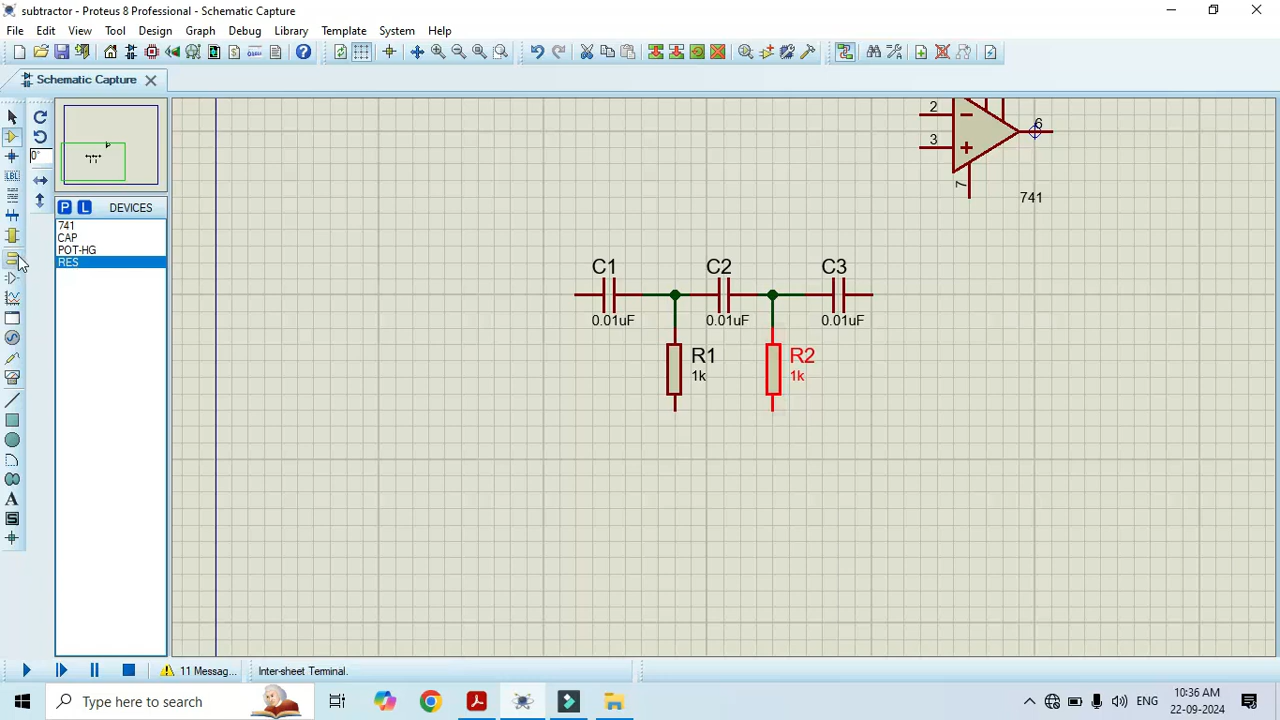 subtractor - Proteus 8 Professional - Schematic Capture
File Edit View Tool Design Graph Debug Library Template System Help
Schematic Capture
LBL
0°
P L DEVICES
741
CAP
POT-HG
RES
2
3
6
7
741
C1
0.01uF
C2
0.01uF
C3
0.01uF
R1
1k
R2
1k
A
S
11 Messag...
Inter-sheet Terminal.
Type here to search
ENG
10:36 AM
22-09-2024